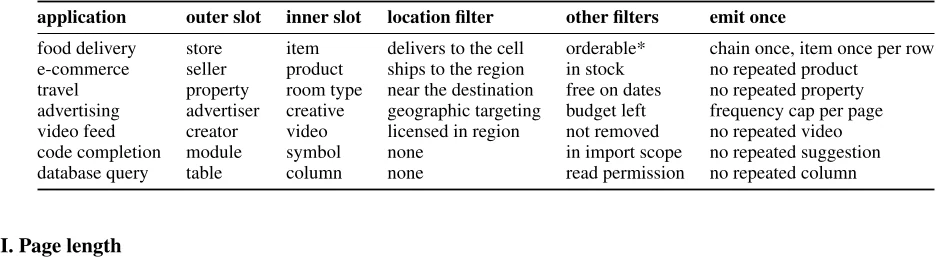 application outer slot inner slot location filter other filters emit once
food delivery store item delivers to the cell orderable* chain once, item once per row
e-commerce seller product ships to the region in stock no repeated product
travel property room type near the destination free on dates no repeated property
advertising advertiser creative geographic targeting budget left frequency cap per page
video feed creator video licensed in region not removed no repeated video
code completion module symbol none in import scope no repeated suggestion
database query table column none read permission no repeated column
I. Page length